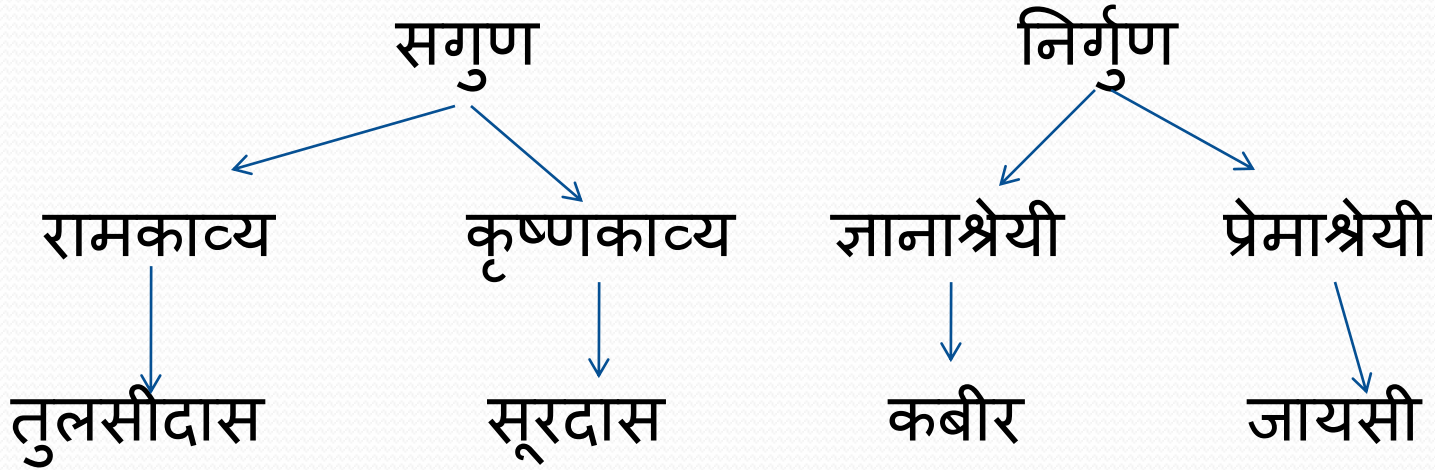 सगुण निर्गुण
रामकाव्य कृष्णकाव्य ज्ञानाश्रेयी प्रेमाश्रेयी
तुलसीदास सूरदास कबीर जायसी